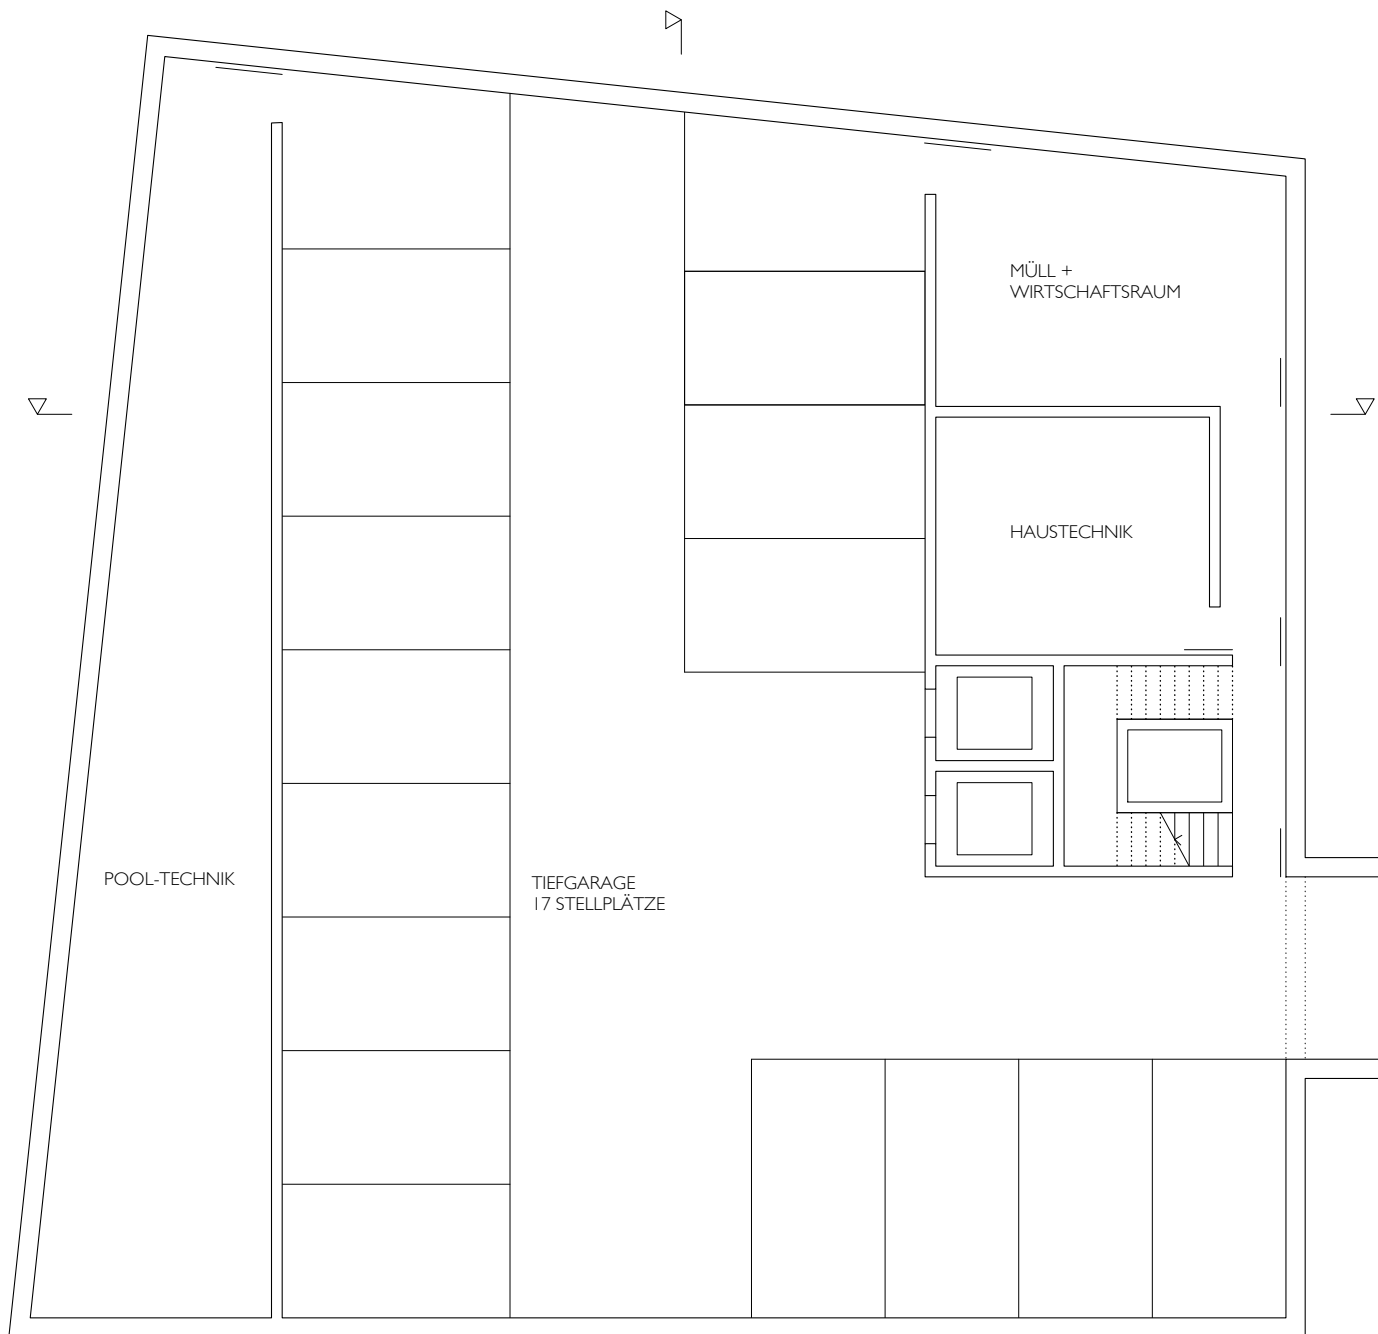 MÜLL +
WIRTSCHAFTSRAUM
HAUSTECHNIK
POOL-TECHNIK
TIEFGARAGE
17 STELLPLÄTZE